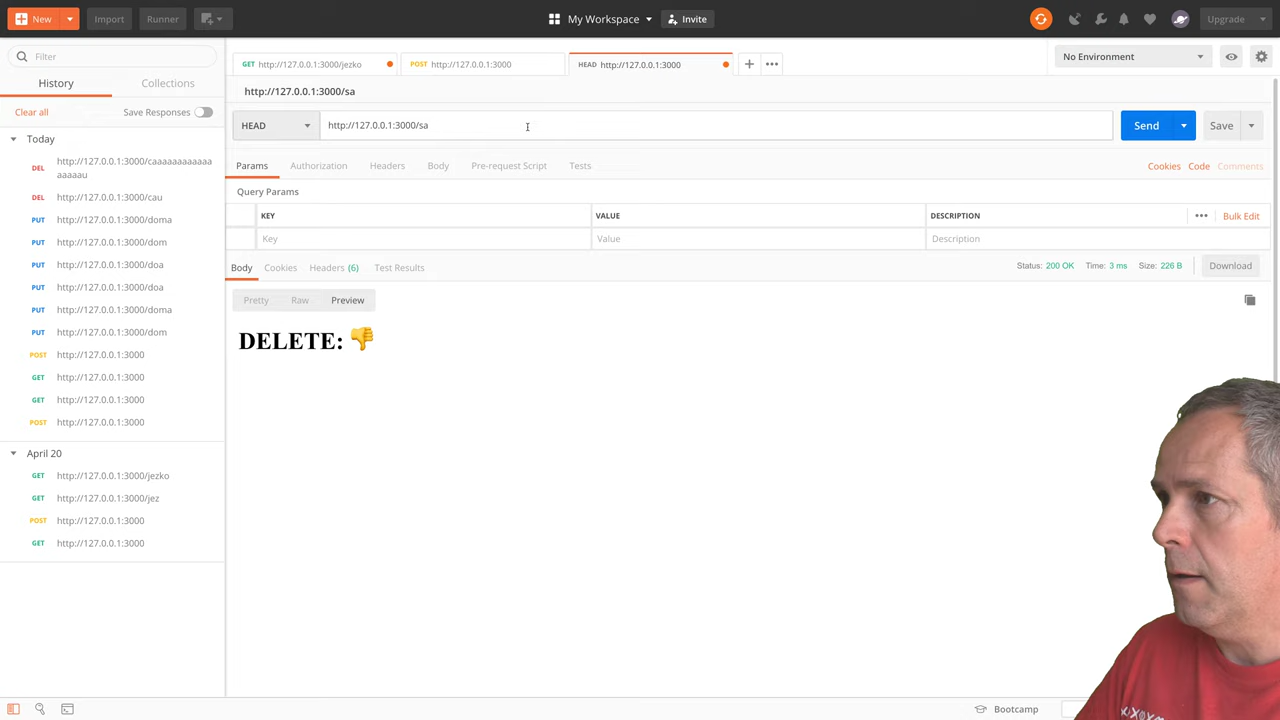 New Import Runner My Workspace Invite Upgrade
Filter
History Collections
Clear all Save Responses
Today
DEL http://127.0.0.1:3000/caaaaaaaaaaaa
aaaaau
DEL http://127.0.0.1:3000/cau
PUT http://127.0.0.1:3000/doma
PUT http://127.0.0.1:3000/dom
PUT http://127.0.0.1:3000/doa
PUT http://127.0.0.1:3000/doa
PUT http://127.0.0.1:3000/doma
PUT http://127.0.0.1:3000/dom
POST http://127.0.0.1:3000
GET http://127.0.0.1:3000
GET http://127.0.0.1:3000
POST http://127.0.0.1:3000
April 20
GET http://127.0.0.1:3000/jezko
GET http://127.0.0.1:3000/jez
POST http://127.0.0.1:3000
GET http://127.0.0.1:3000
GET http://127.0.0.1:3000/jezko POST http://127.0.0.1:3000 HEAD http://127.0.0.1:3000 No Environment
http://127.0.0.1:3000/sa
HEAD http://127.0.0.1:3000/sa Send Save
Params Authorization Headers Body Pre-request Script Tests Cookies Code Comments
Query Params
KEY VALUE DESCRIPTION Bulk Edit
Key Value Description
Body Cookies Headers (6) Test Results Status: 200 OK Time: 3 ms Size: 226 B Download
Pretty Raw Preview
DELETE: 👎
Bootcamp